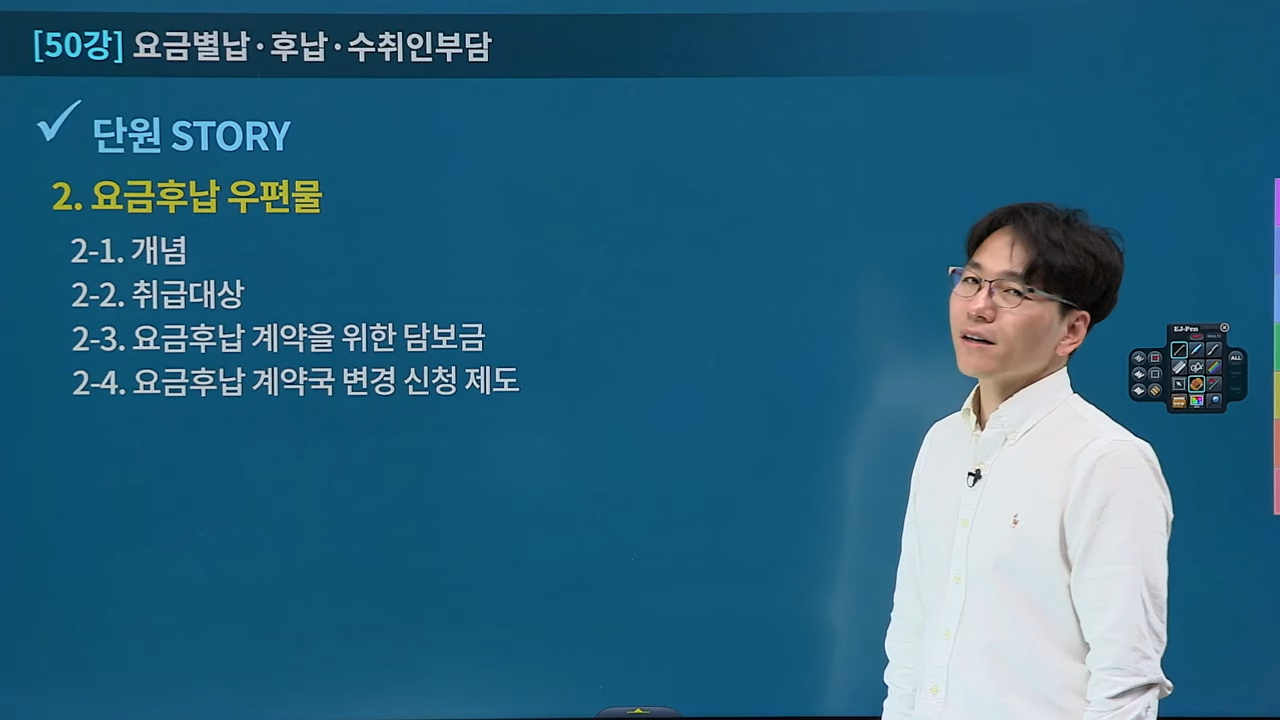 [50강] 요금별납·후납·수취인부담
✓ 단원 STORY
2. 요금후납 우편물
2-1. 개념
2-2. 취급대상
2-3. 요금후납 계약을 위한 담보금
2-4. 요금후납 계약국 변경 신청 제도
EJ-Pen
ALL